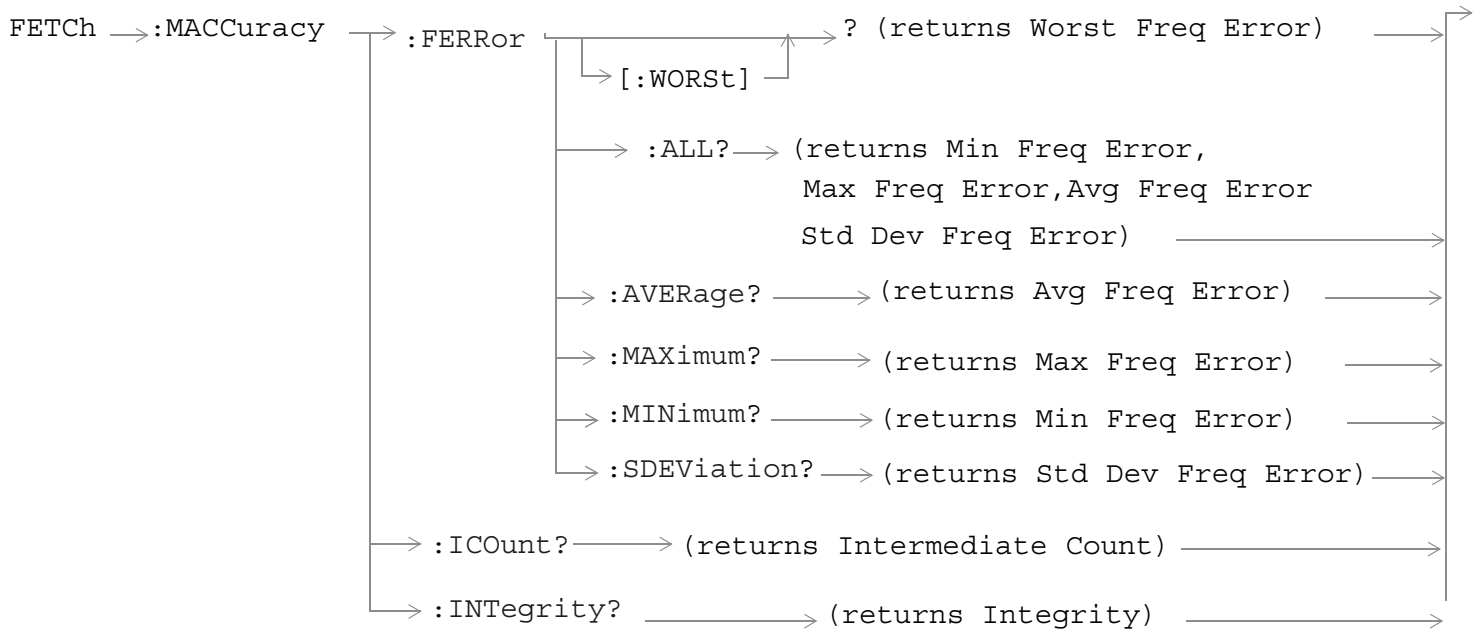 FETCh :MACCuracy :FERRor ? (returns Worst Freq Error)
[:WORSt]
:ALL? (returns Min Freq Error,
Max Freq Error,Avg Freq Error
Std Dev Freq Error)
:AVERage? (returns Avg Freq Error)
:MAXimum? (returns Max Freq Error)
:MINimum? (returns Min Freq Error)
:SDEViation? (returns Std Dev Freq Error)
:ICOunt? (returns Intermediate Count)
:INTegrity? (returns Integrity)